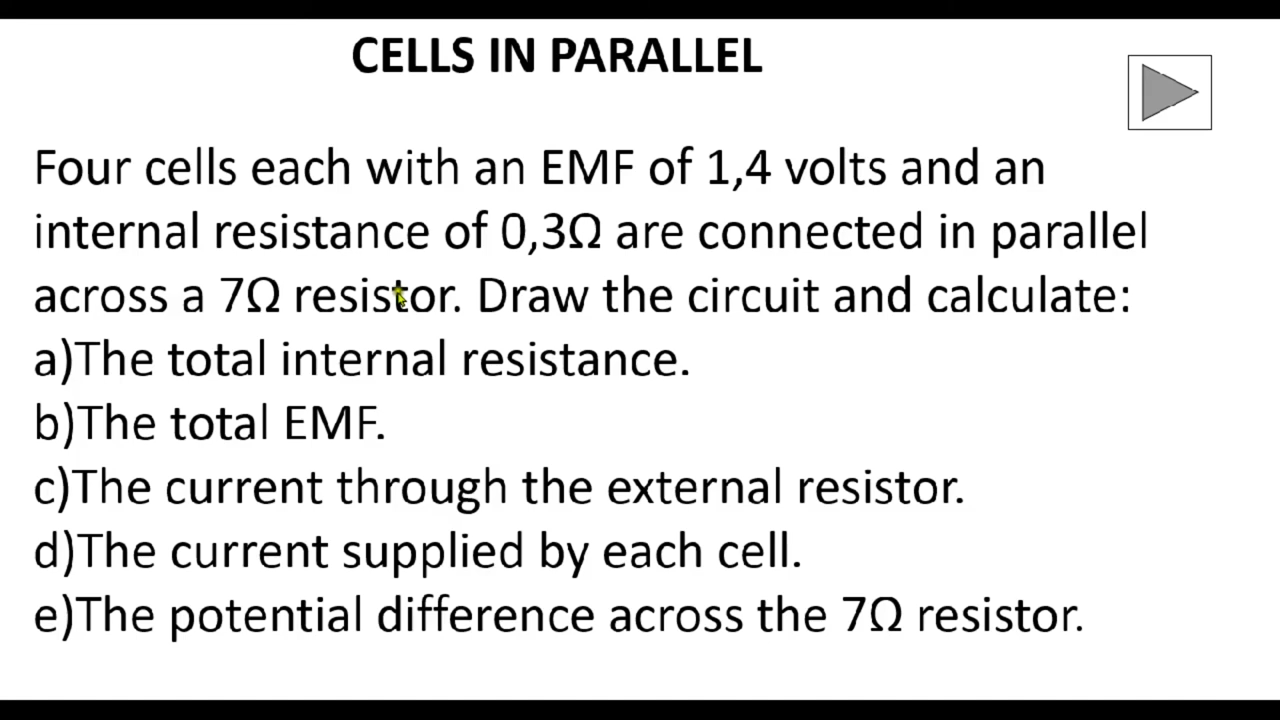 CELLS IN PARALLEL
Four cells each with an EMF of 1,4 volts and an
internal resistance of 0,3Ω are connected in parallel
across a 7Ω resistor. Draw the circuit and calculate:
a)The total internal resistance.
b)The total EMF.
c)The current through the external resistor.
d)The current supplied by each cell.
e)The potential difference across the 7Ω resistor.